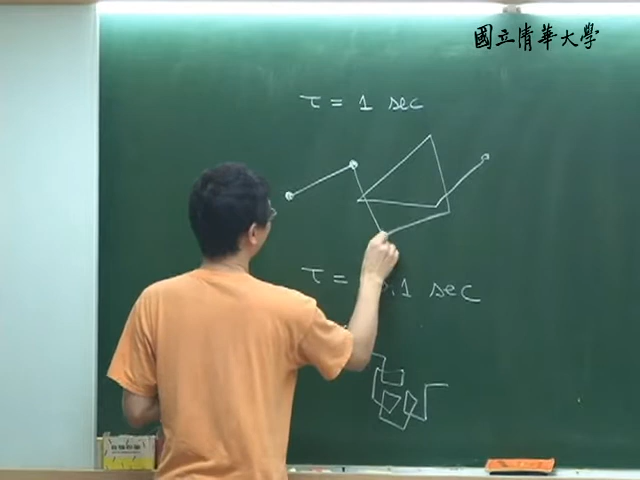 國立清華大學
τ = 1 sec
τ = .1 sec